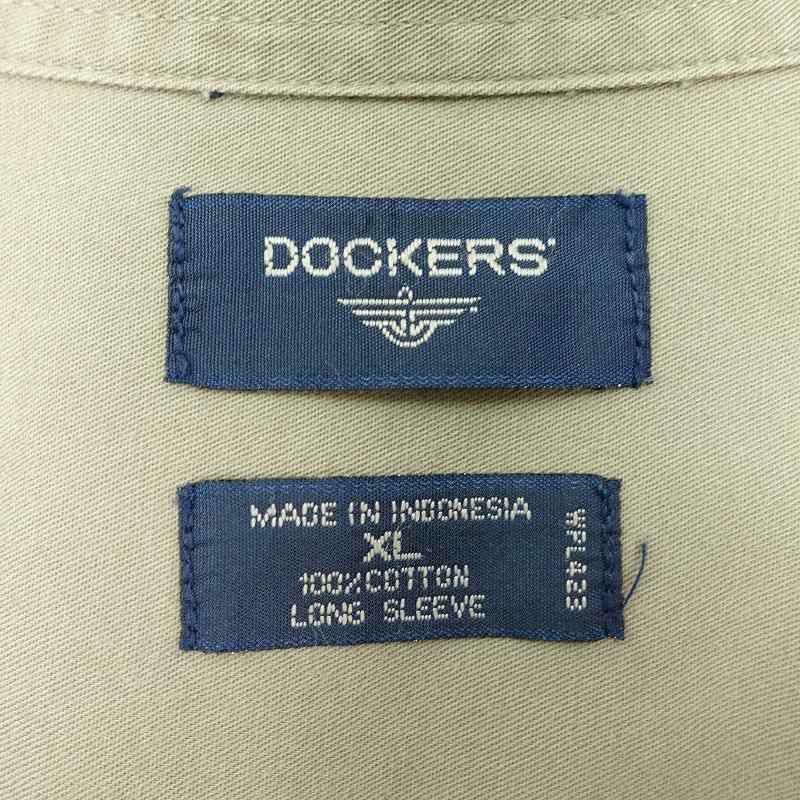 DOCKERS®
MADE IN INDONESIA
XL
100% COTTON
LONG SLEEVE
WPL423